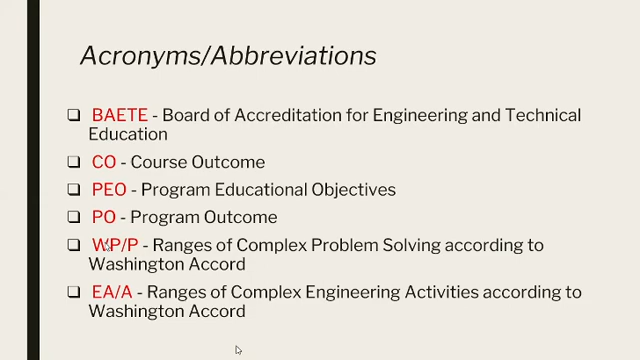 Acronyms/Abbreviations
❑ BAETE - Board of Accreditation for Engineering and Technical
Education
❑ CO - Course Outcome
❑ PEO - Program Educational Objectives
❑ PO - Program Outcome
❑ WP/P - Ranges of Complex Problem Solving according to
Washington Accord
❑ EA/A - Ranges of Complex Engineering Activities according to
Washington Accord